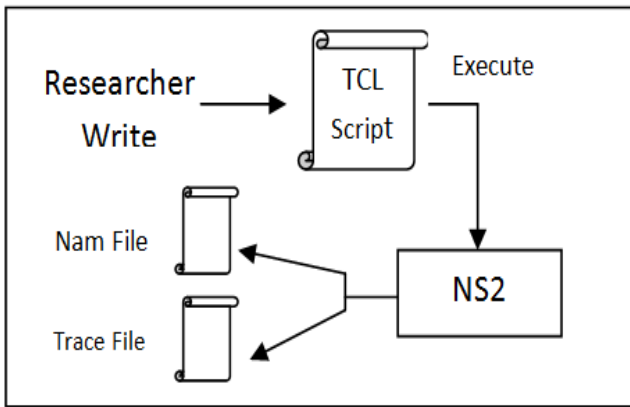 Researcher
Write
TCL
Script
Execute
Nam File
Trace File
NS2